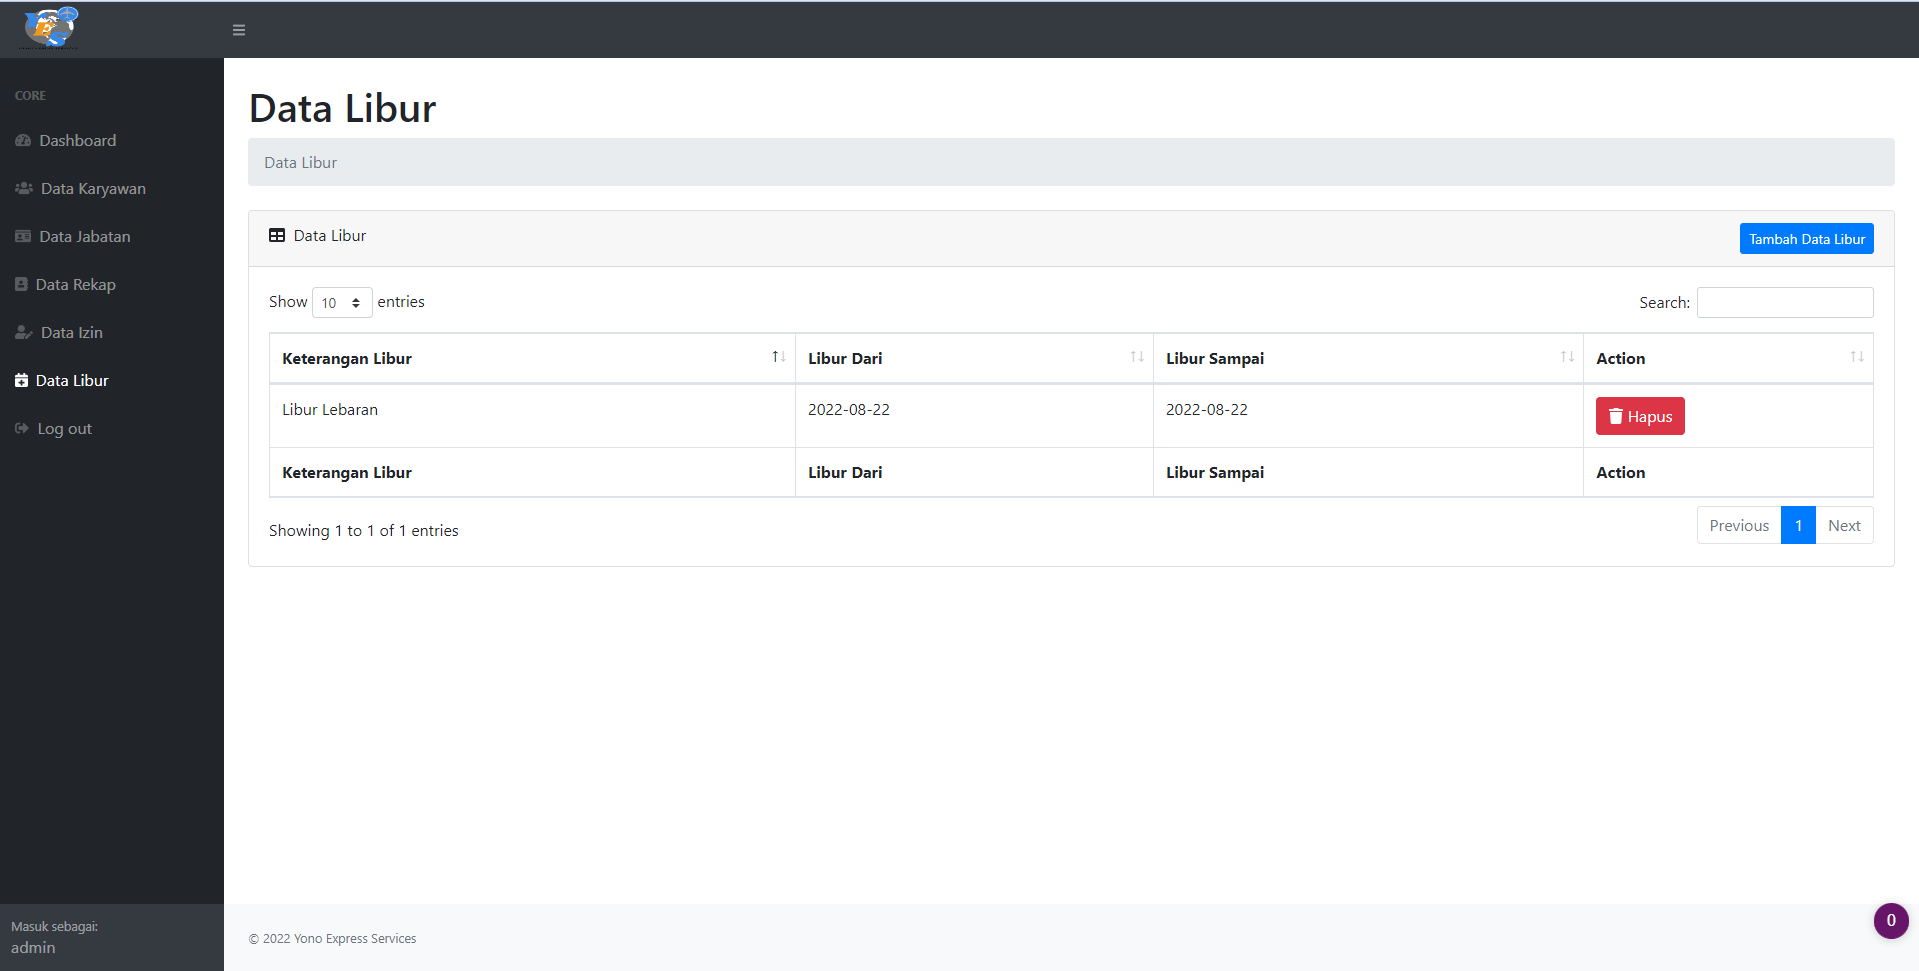 YES
CORE
Dashboard
Data Karyawan
Data Jabatan
Data Rekap
Data Izin
Data Libur
Log out
Masuk sebagai:
admin
Data Libur
Data Libur
Data Libur
Tambah Data Libur
Show 10 entries
Search:
Keterangan Libur Libur Dari Libur Sampai Action
Libur Lebaran 2022-08-22 2022-08-22 Hapus
Keterangan Libur Libur Dari Libur Sampai Action
Showing 1 to 1 of 1 entries
Previous 1 Next
© 2022 Yono Express Services
0